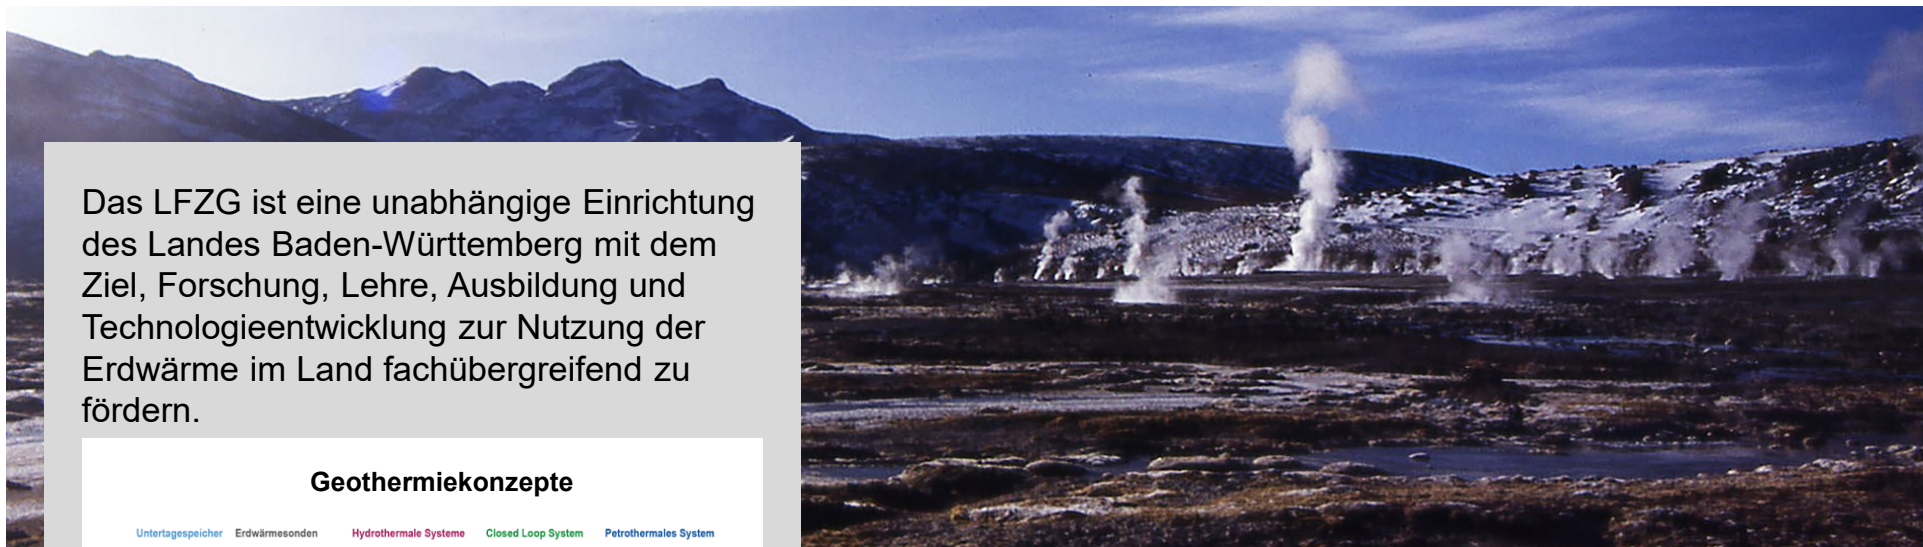 Das LFZG ist eine unabhängige Einrichtung
des Landes Baden-Württemberg mit dem
Ziel, Forschung, Lehre, Ausbildung und
Technologieentwicklung zur Nutzung der
Erdwärme im Land fachübergreifend zu
fördern.
Geothermiekonzepte
Untertagespeicher Erdwärmesonden Hydrothermale Systeme Closed Loop System Petrothermales System